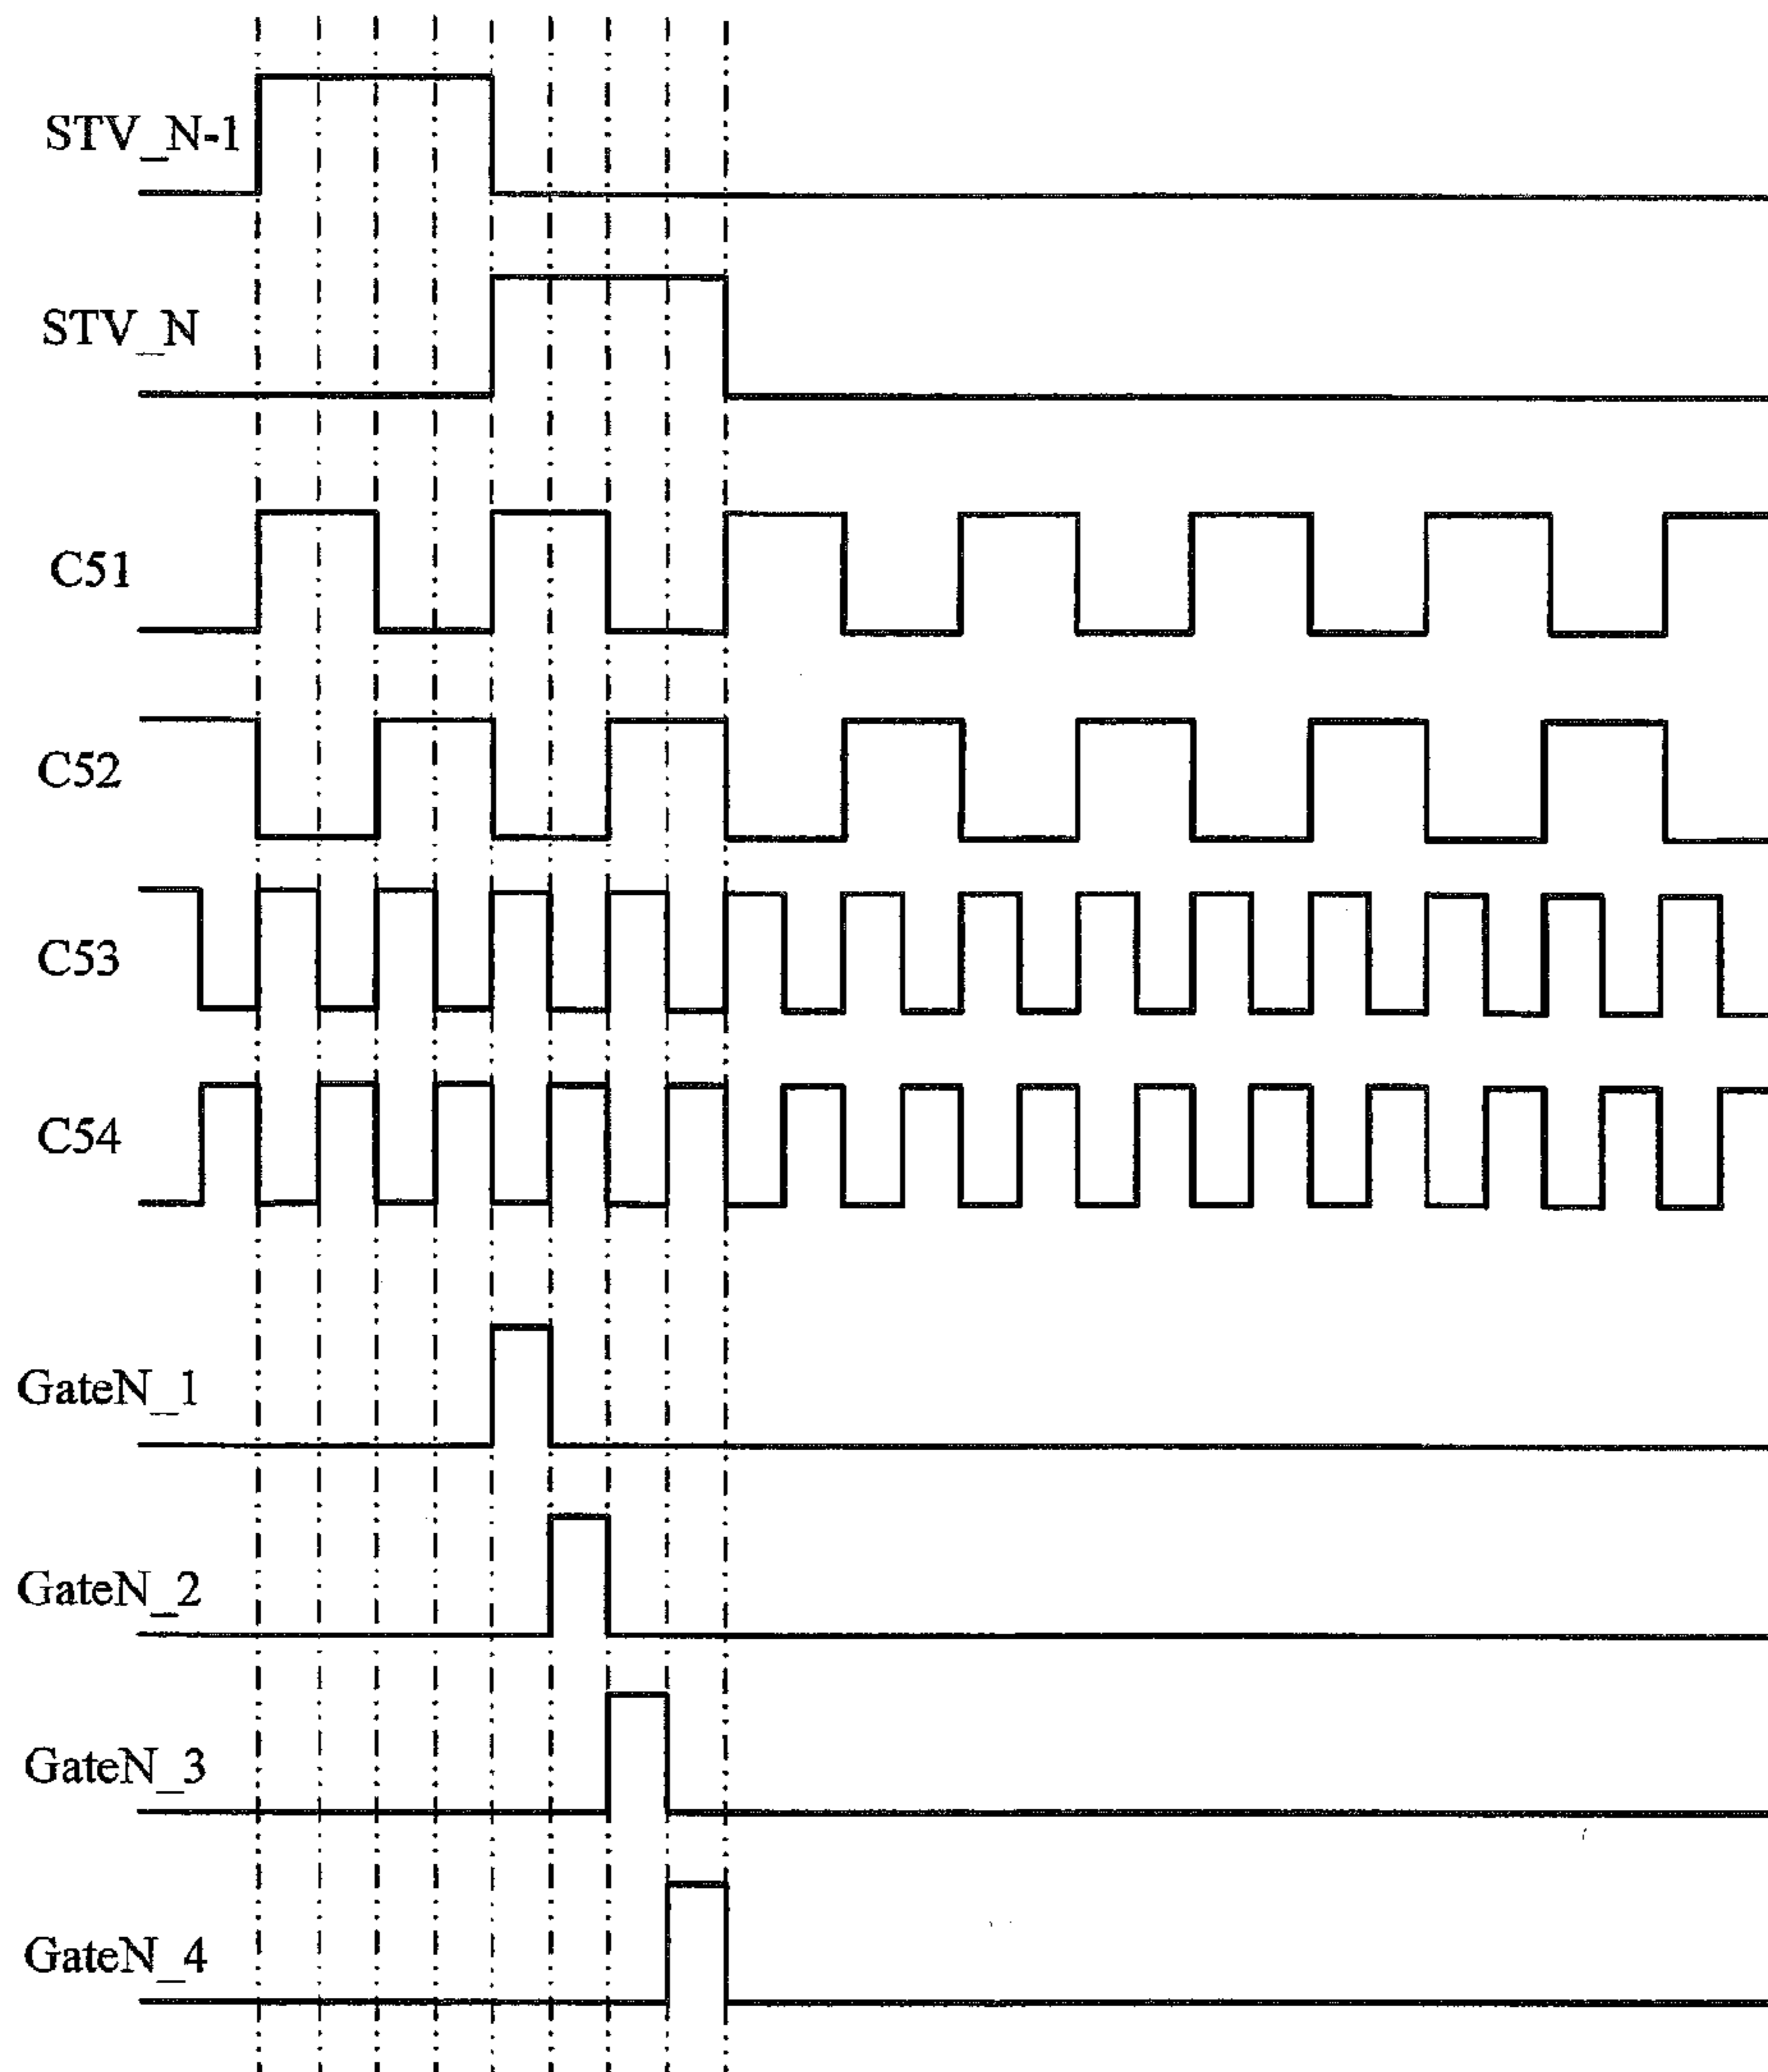 STV_N-1
STV_N
C51
C52
C53
C54
GateN_1
GateN_2
GateN_3
GateN_4